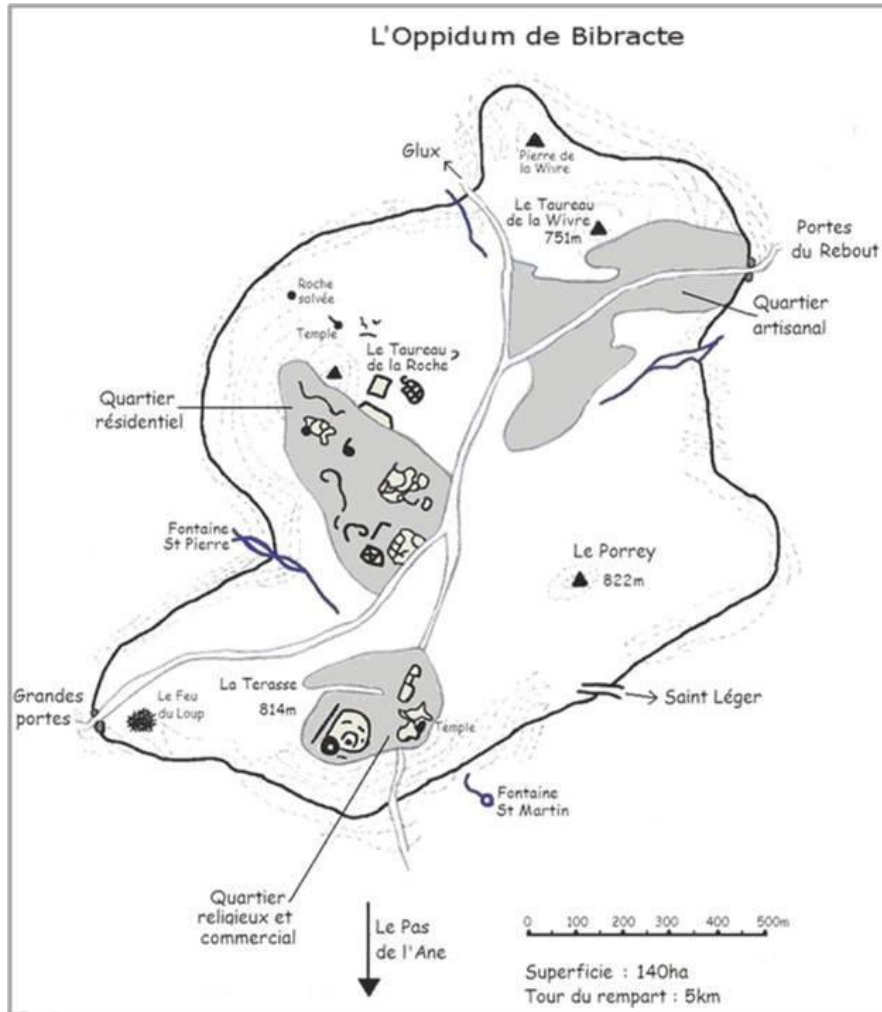 L'Oppidum de Bibracte
Glux
Pierre de
la Wivre
Le Taureau
de la Wivre
751m
Portes
du Rebout
Quartier
artisanal
Roche
salvée
Temple
Le Taureau
de la Roche
Quartier
résidentiel
Fontaine
St Pierre
Le Porrey
822m
Grandes
portes
Le Feu
du Loup
La Terasse
814m
Temple
Saint Léger
Fontaine
St Martin
Quartier
religieux et
commercial
Le Pas
de l'Ane
0 100 200 300 400 500m
Superficie : 140ha
Tour du rempart : 5km